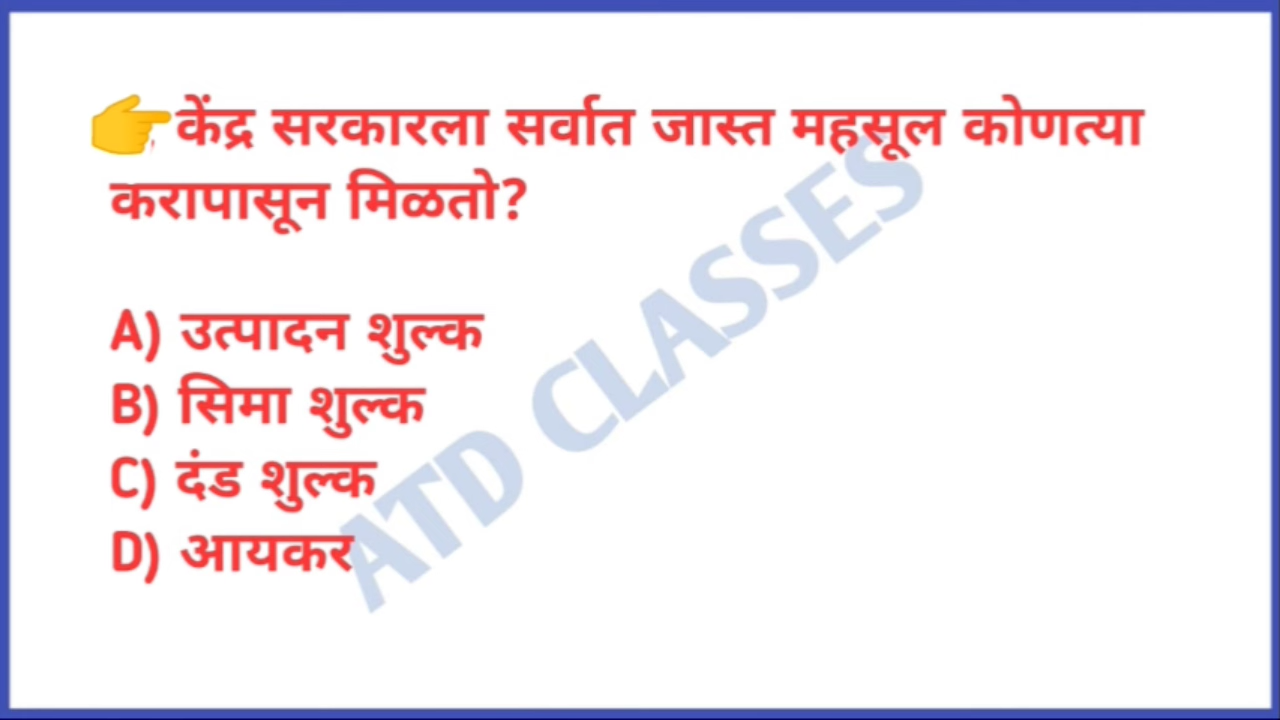 👉केंद्र सरकारला सर्वात जास्त महसूल कोणत्या
करापासून मिळतो?
A) उत्पादन शुल्क
B) सिमा शुल्क
C) दंड शुल्क
D) आयकर
ATD CLASSES